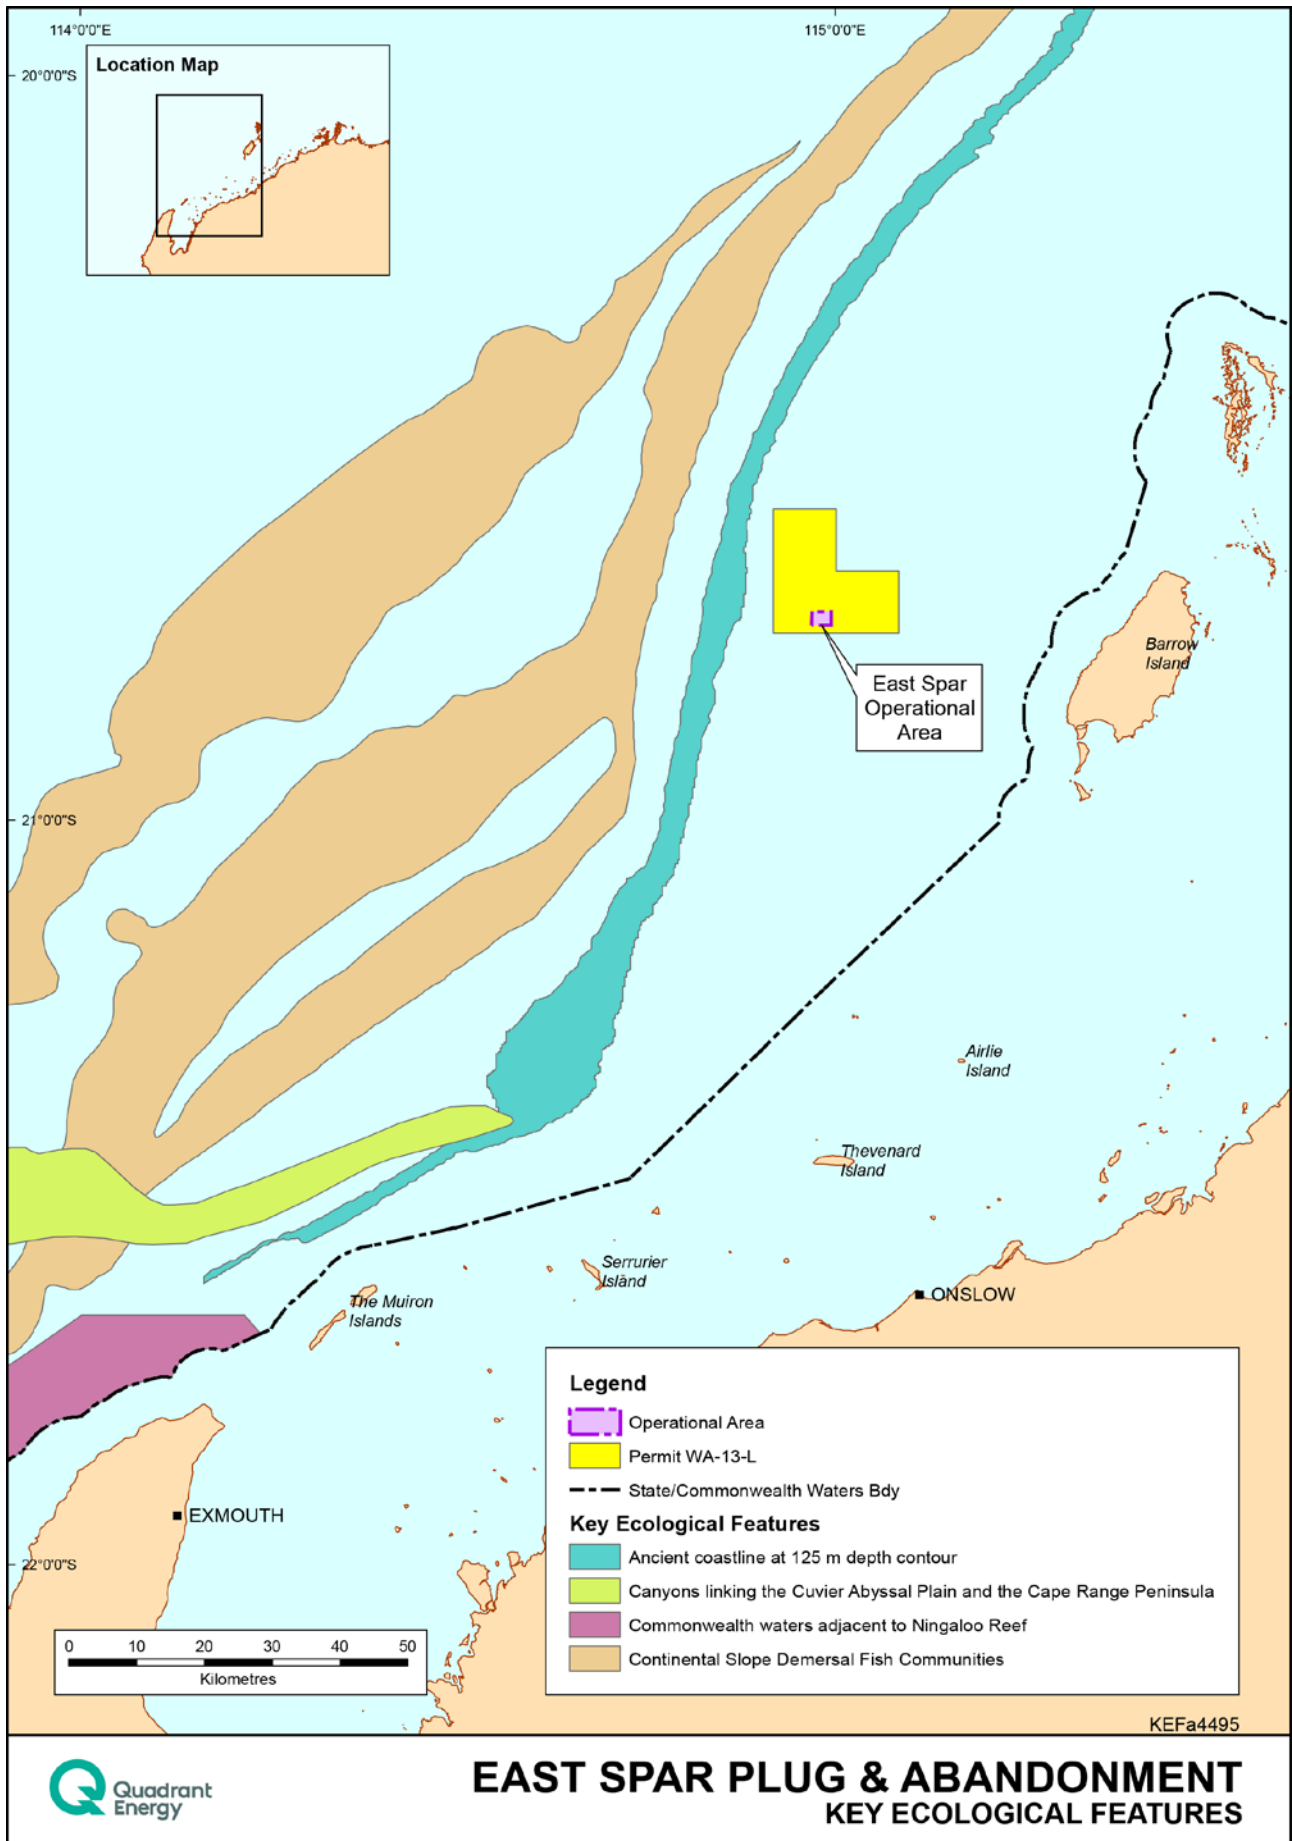 114°0'0"E
115°0'0"E
20°0'0"S
Location Map
Barrow
Island
East Spar
Operational
Area
21°0'0"S
Airlie
Island
Thevenard
Island
Serrurier
Island
ONSLOW
The Muiron
Islands
Legend
Operational Area
Permit WA-13-L
State/Commonwealth Waters Bdy
Key Ecological Features
Ancient coastline at 125 m depth contour
Canyons linking the Cuvier Abyssal Plain and the Cape Range Peninsula
Commonwealth waters adjacent to Ningaloo Reef
Continental Slope Demersal Fish Communities
EXMOUTH
22°0'0"S
0 10 20 30 40 50
Kilometres
KEFa4495
Quadrant
Energy
EAST SPAR PLUG & ABANDONMENT
KEY ECOLOGICAL FEATURES